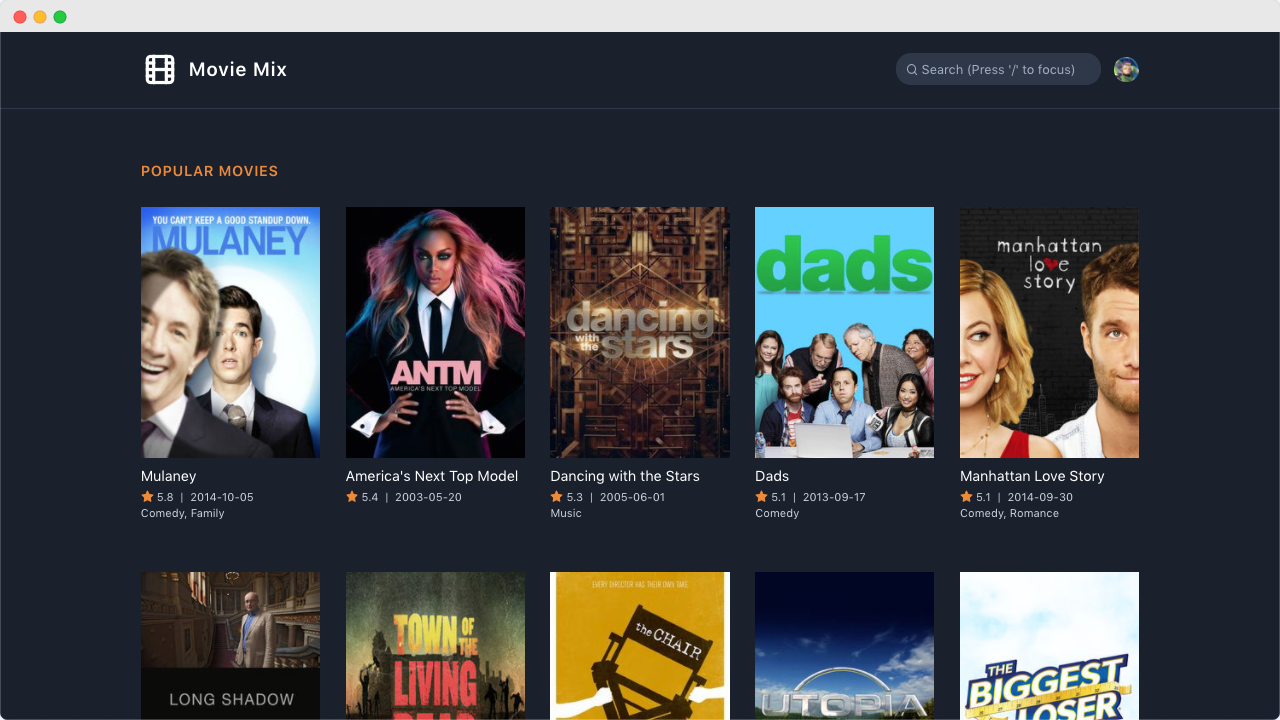 Movie Mix
Search (Press '/' to focus)
POPULAR MOVIES
YOU CAN'T KEEP A GOOD STANDUP DOWN.
MULANEY
ANTM
AMERICA'S NEXT TOP MODEL
dancing
with the
stars
dads
manhattan
love
story
Mulaney
5.8 | 2014-10-05
Comedy, Family
America's Next Top Model
5.4 | 2003-05-20
Dancing with the Stars
5.3 | 2005-06-01
Music
Dads
5.1 | 2013-09-17
Comedy
Manhattan Love Story
5.1 | 2014-09-30
Comedy, Romance
LONG SHADOW
TOWN OF THE
LIVING
DEAD
EVERY DIRECTOR HAS THEIR OWN TAKE
the CHAIR
UTOPIA
THE
BIGGEST
LOSER